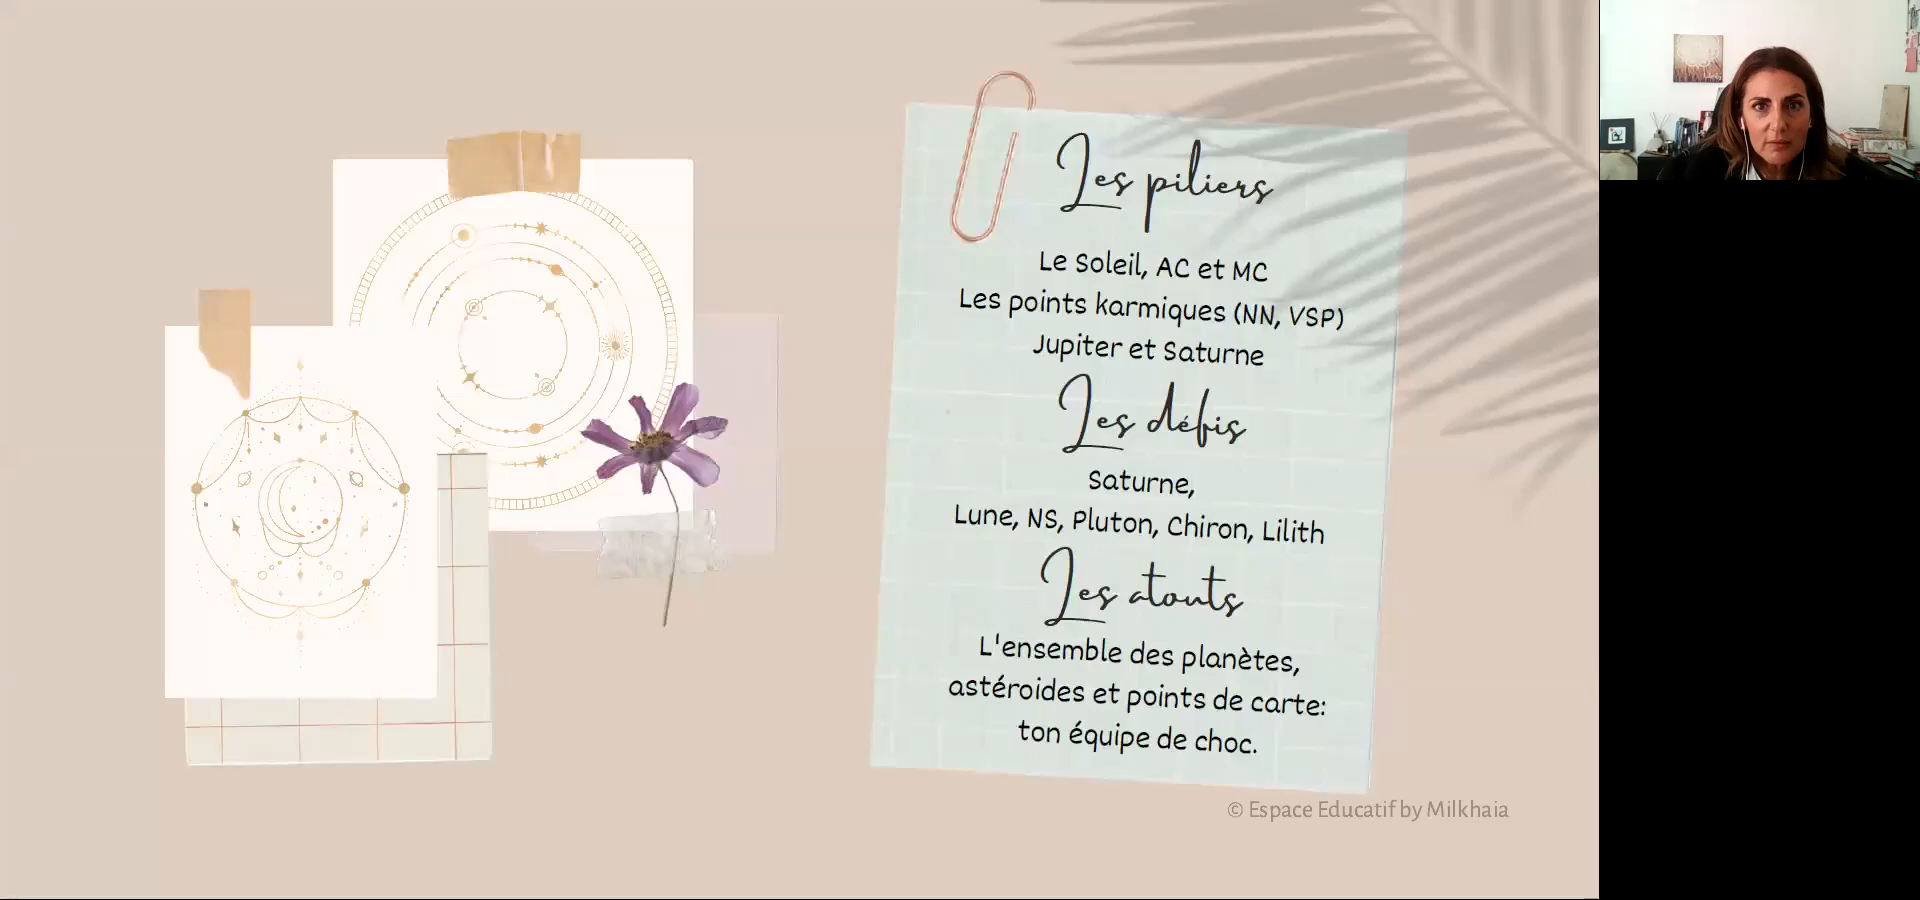 Les piliers
Le Soleil, AC et MC
Les points karmiques (NN, VSP)
Jupiter et Saturne
Les défis
Saturne,
Lune, NS, Pluton, Chiron, Lilith
Les atouts
L'ensemble des planètes,
astéroides et points de carte:
ton équipe de choc.
© Espace Educatif by Milkhaia